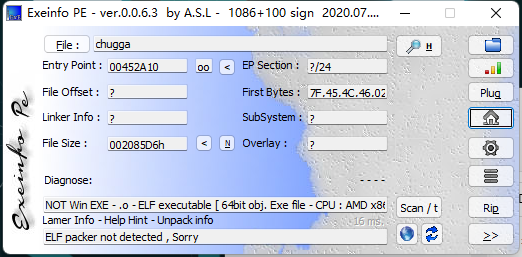 Exeinfo PE - ver.0.0.6.3 by A.S.L - 1086+100 sign 2020.07....
File : chugga H
Entry Point : 00452A10 oo < EP Section : ?/24
File Offset : ? First Bytes : 7F.45.4C.46.02 Plug
Linker Info : ? SubSystem : ?
File Size : 002085D6h < N Overlay : ?
Diagnose: - - - -
NOT Win EXE - .o - ELF executable [ 64bit obj. Exe file - CPU : AMD x86 Scan / t Rip
Lamer Info - Help Hint - Unpack info 16 ms.
ELF packer not detected , Sorry >>
Exeinfo Pe